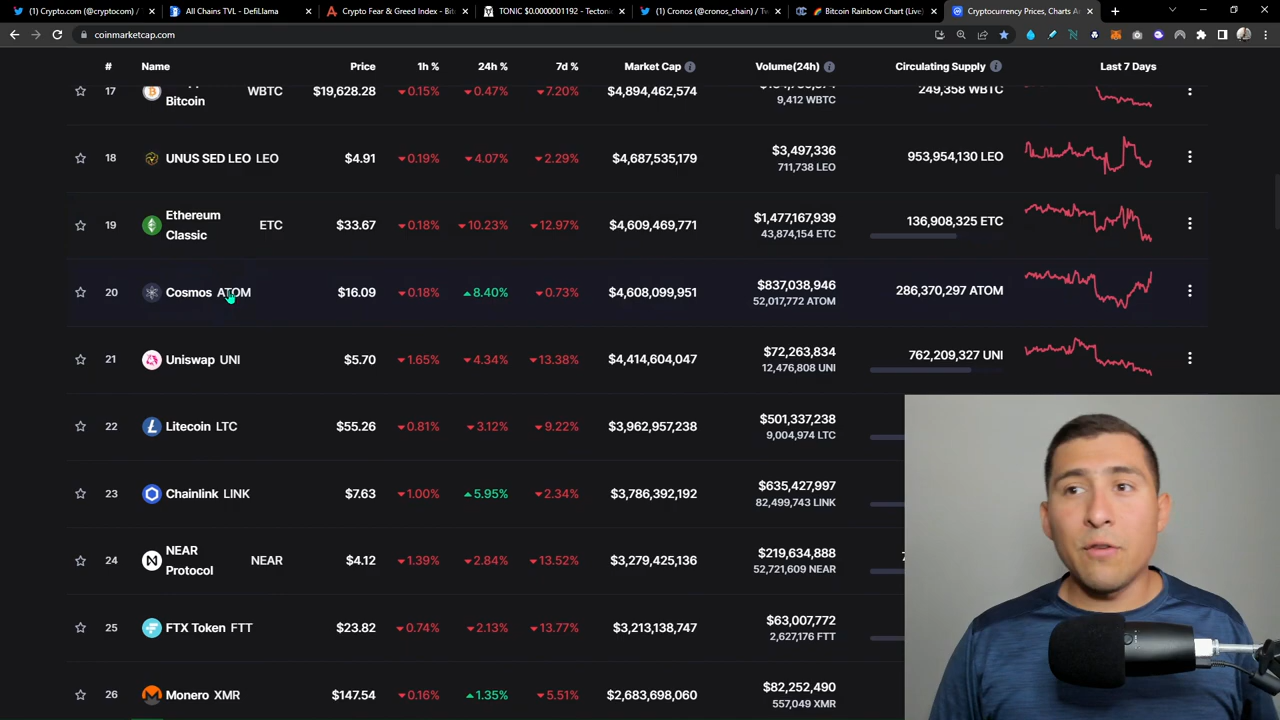 (1) Crypto.com (@cryptocom) /
All Chains TVL - DefiLlama
Crypto Fear & Greed Index - Bit
TONIC $0.0000001192 - Tectoni
(1) Cronos (@cronos_chain) / Tw
Bitcoin Rainbow Chart (Live)
Cryptocurrency Prices, Charts A
coinmarketcap.com
# Name Price 1h % 24h % 7d % Market Cap Volume(24h) Circulating Supply Last 7 Days
17 Bitcoin WBTC $19,628.28 0.15% 0.47% 7.20% $4,894,462,574 249,358 WBTC
9,412 WBTC
18 UNUS SED LEO LEO $4.91 0.19% 4.07% 2.29% $4,687,535,179 $3,497,336 953,954,130 LEO
711,738 LEO
19 Ethereum Classic ETC $33.67 0.18% 10.23% 12.97% $4,609,469,771 $1,477,167,939 136,908,325 ETC
43,874,154 ETC
20 Cosmos ATOM $16.09 0.18% 8.40% 0.73% $4,608,099,951 $837,038,946 286,370,297 ATOM
52,017,772 ATOM
21 Uniswap UNI $5.70 1.65% 4.34% 13.38% $4,414,604,047 $72,263,834 762,209,327 UNI
12,476,808 UNI
22 Litecoin LTC $55.26 0.81% 3.12% 9.22% $3,962,957,238 $501,337,238
9,004,974 LTC
23 Chainlink LINK $7.63 1.00% 5.95% 2.34% $3,786,392,192 $635,427,997
82,499,743 LINK
24 NEAR Protocol NEAR $4.12 1.39% 2.84% 13.52% $3,279,425,136 $219,634,888
52,721,609 NEAR
25 FTX Token FTT $23.82 0.74% 2.13% 13.77% $3,213,138,747 $63,007,772
2,627,176 FTT
26 Monero XMR $147.54 0.16% 1.35% 5.51% $2,683,698,060 $82,252,490
557,049 XMR